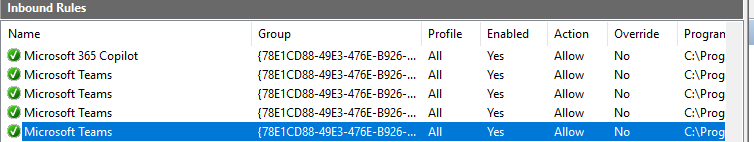 Inbound Rules
Name Group Profile Enabled Action Override Program
Microsoft 365 Copilot {78E1CD88-49E3-476E-B926-... All Yes Allow No C:\Prog
Microsoft Teams {78E1CD88-49E3-476E-B926-... All Yes Allow No C:\Prog
Microsoft Teams {78E1CD88-49E3-476E-B926-... All Yes Allow No C:\Prog
Microsoft Teams {78E1CD88-49E3-476E-B926-... All Yes Allow No C:\Prog
Microsoft Teams {78E1CD88-49E3-476E-B926-... All Yes Allow No C:\Prog